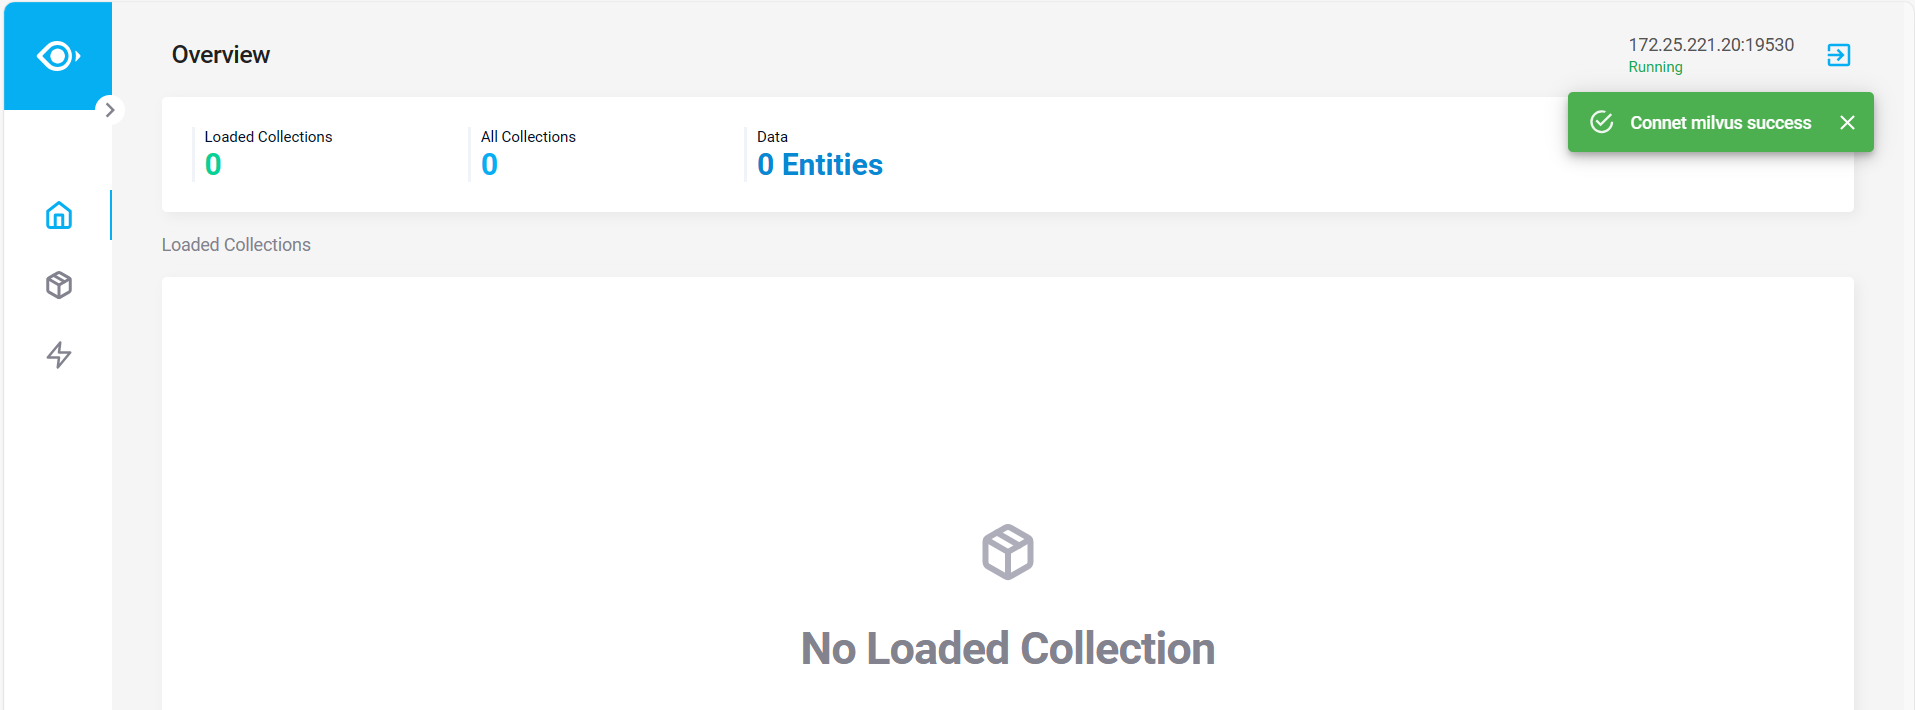 Overview
172.25.221.20:19530
Running
Connet milvus success
Loaded Collections
0
All Collections
0
Data
0 Entities
Loaded Collections
No Loaded Collection